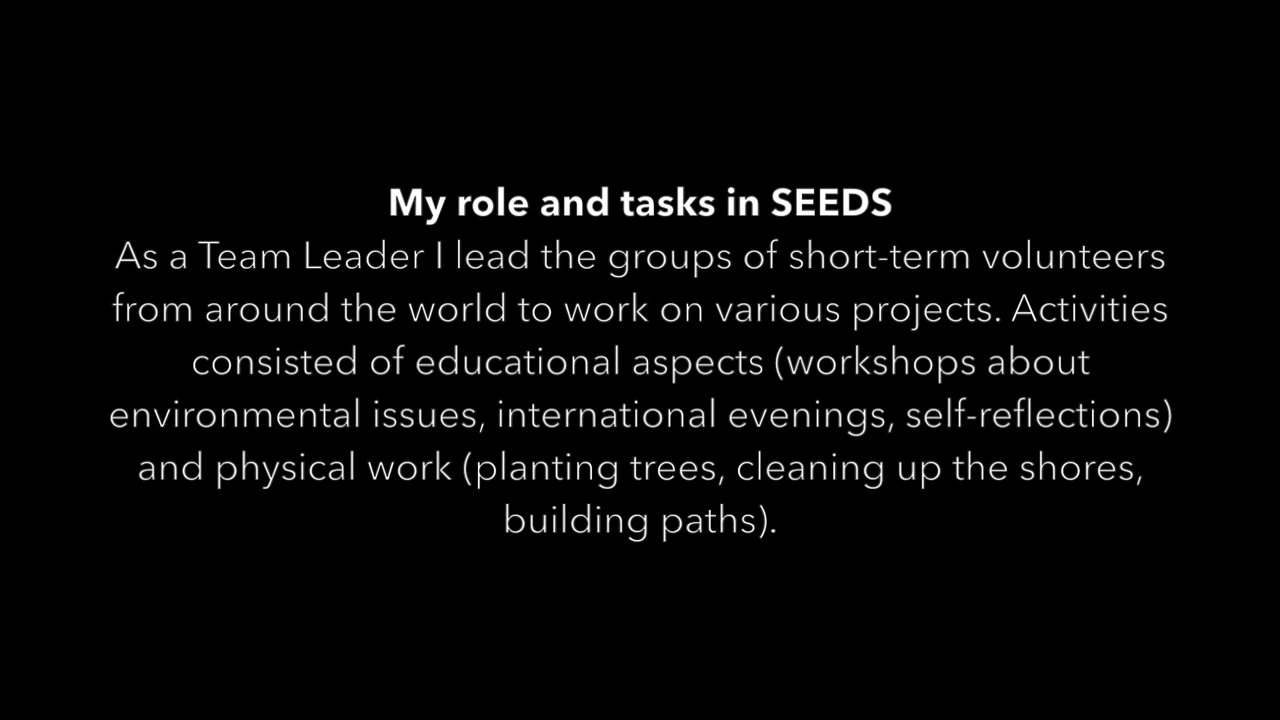 My role and tasks in SEEDS
As a Team Leader I lead the groups of short-term volunteers
from around the world to work on various projects. Activities
consisted of educational aspects (workshops about
environmental issues, international evenings, self-reflections)
and physical work (planting trees, cleaning up the shores,
building paths).